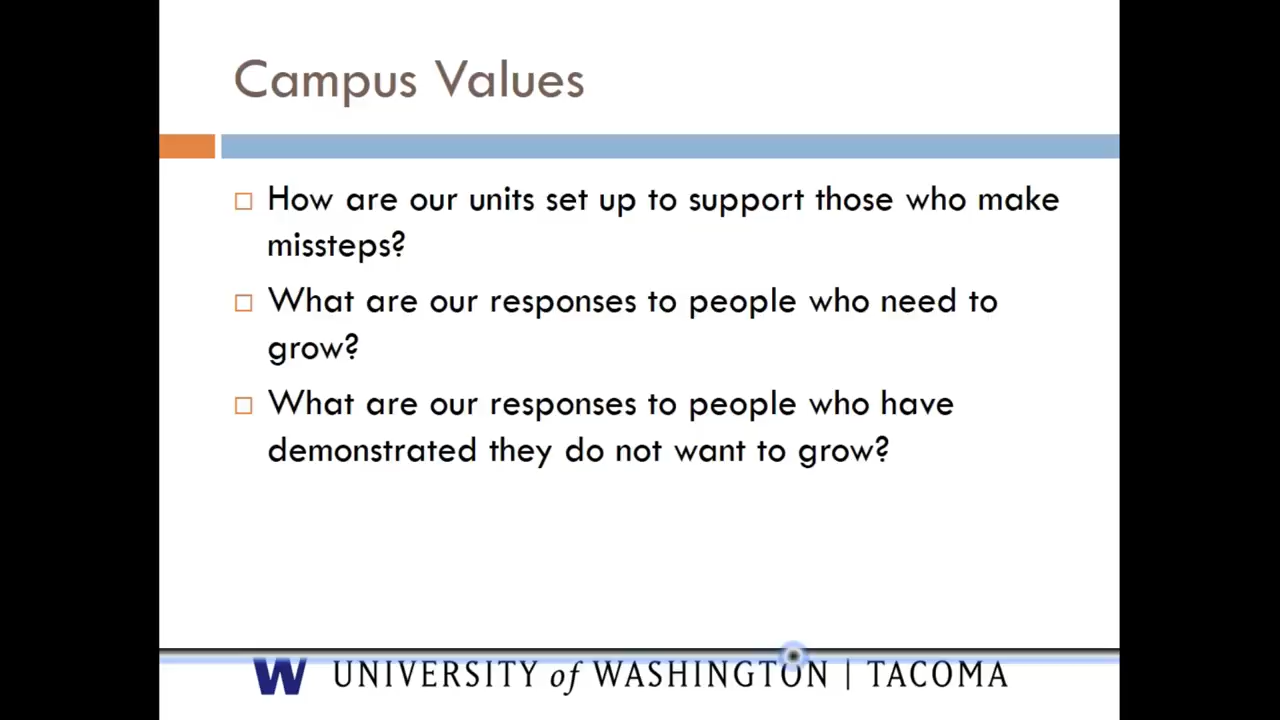 Campus Values
How are our units set up to support those who make
missteps?
What are our responses to people who need to
grow?
What are our responses to people who have
demonstrated they do not want to grow?
W UNIVERSITY of WASHINGTON | TACOMA